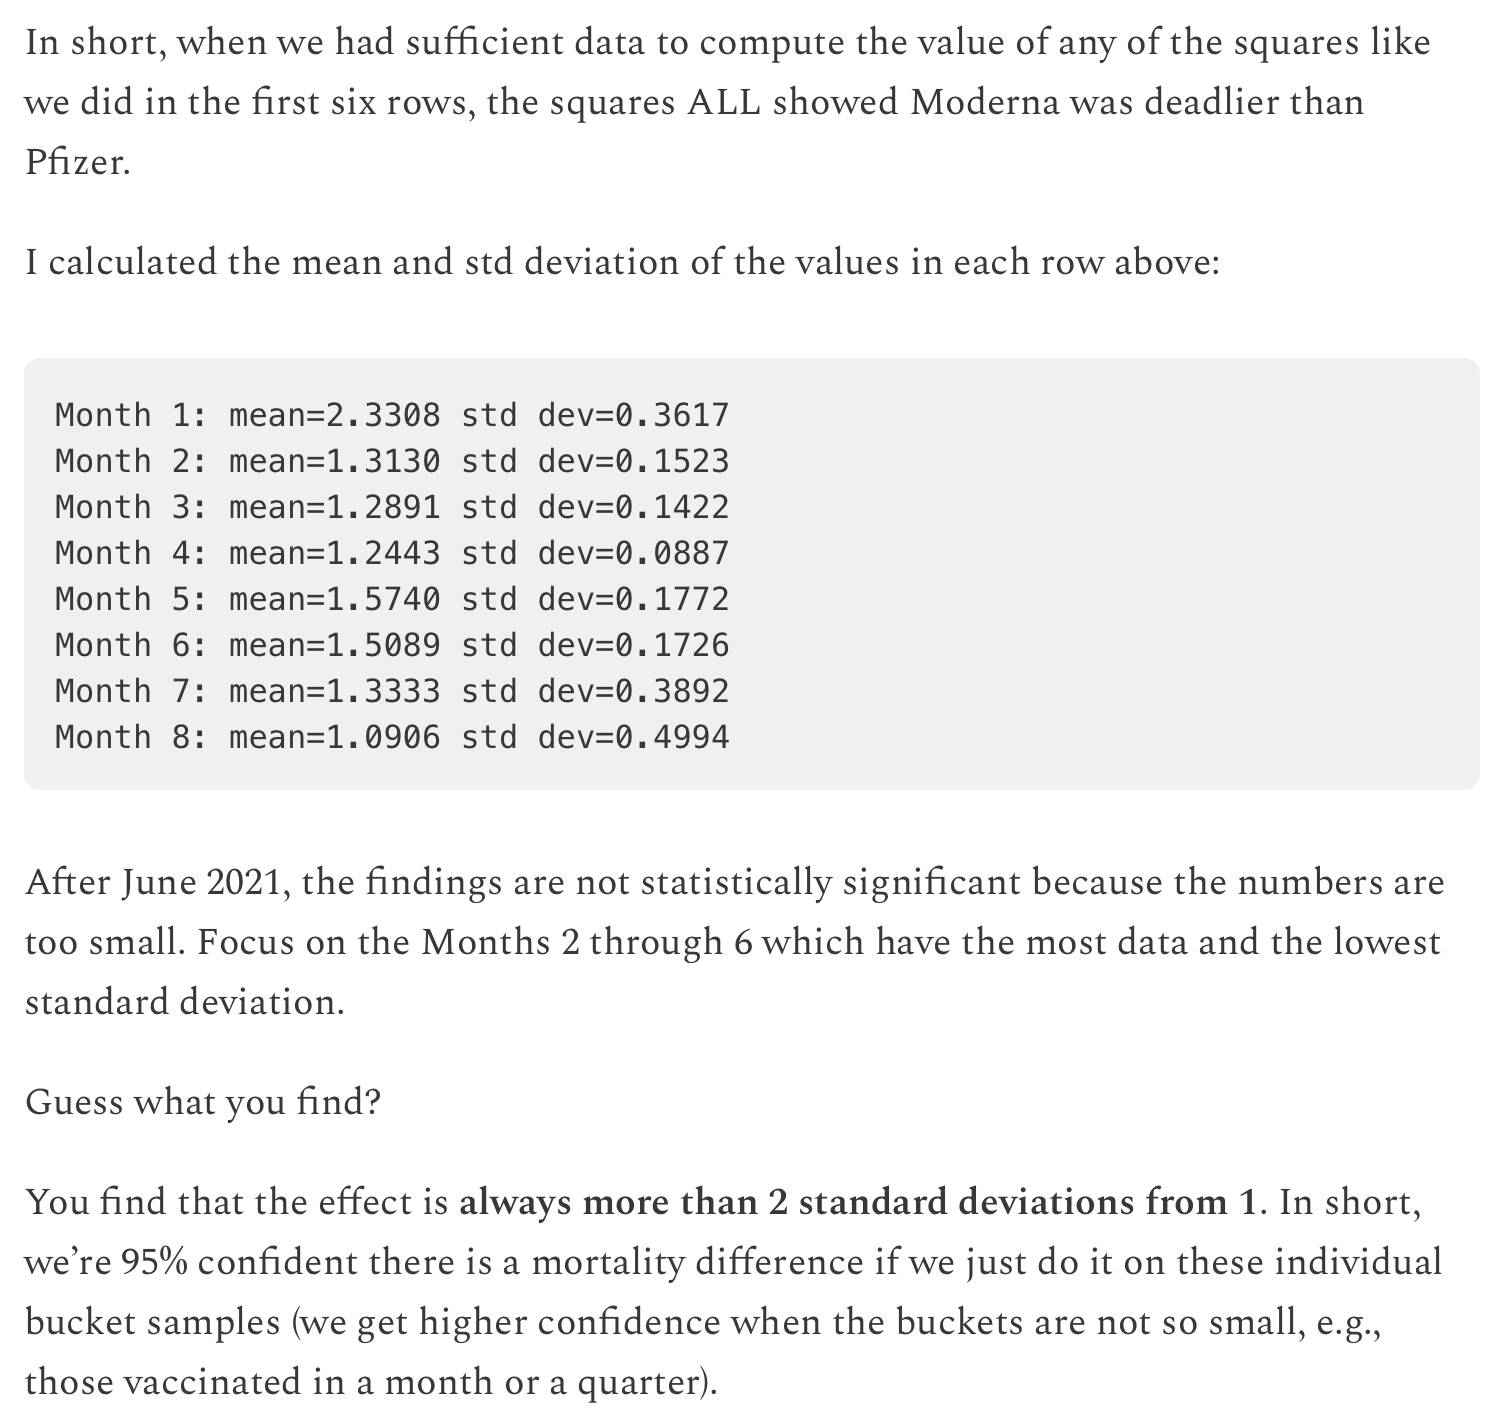 In short, when we had sufficient data to compute the value of any of the squares like
we did in the first six rows, the squares ALL showed Moderna was deadlier than
Pfizer.
I calculated the mean and std deviation of the values in each row above:
Month 1: mean=2.3308 std dev=0.3617
Month 2: mean=1.3130 std dev=0.1523
Month 3: mean=1.2891 std dev=0.1422
Month 4: mean=1.2443 std dev=0.0887
Month 5: mean=1.5740 std dev=0.1772
Month 6: mean=1.5089 std dev=0.1726
Month 7: mean=1.3333 std dev=0.3892
Month 8: mean=1.0906 std dev=0.4994
After June 2021, the findings are not statistically significant because the numbers are
too small. Focus on the Months 2 through 6 which have the most data and the lowest
standard deviation.
Guess what you find?
You find that the effect is always more than 2 standard deviations from 1. In short,
we’re 95% confident there is a mortality difference if we just do it on these individual
bucket samples (we get higher confidence when the buckets are not so small, e.g.,
those vaccinated in a month or a quarter).